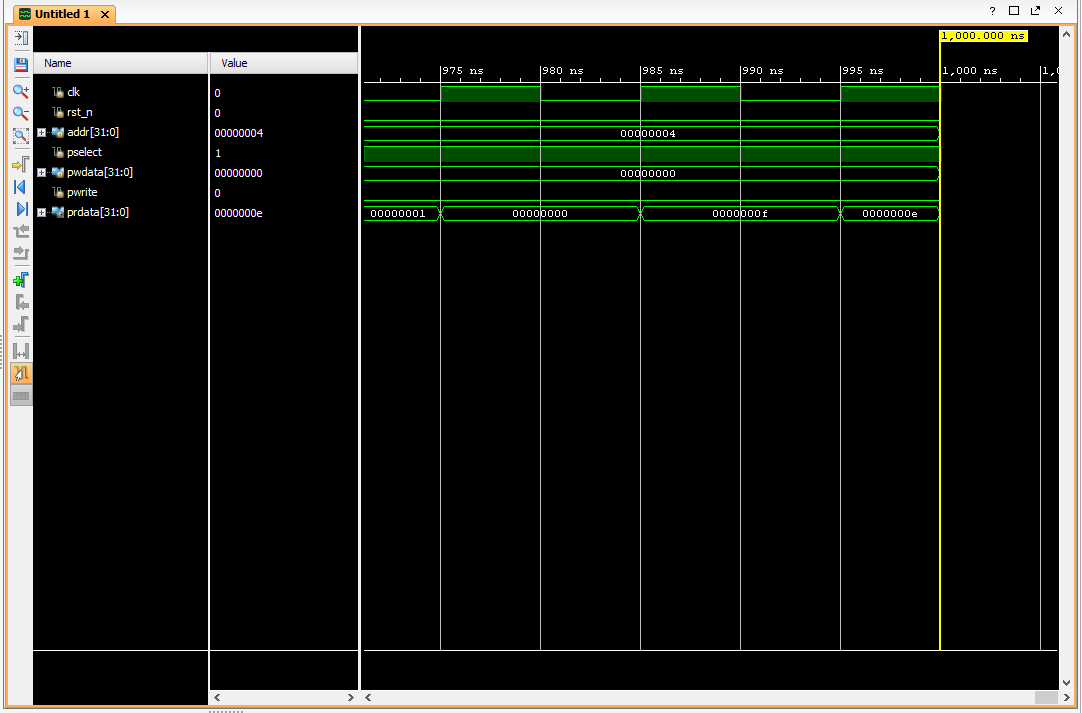 Untitled 1
?
1,000.000 ns
Name Value
975 ns 980 ns 985 ns 990 ns 995 ns 1,000 ns 1,0
clk 0
rst_n 0
addr[31:0] 00000004 00000004
pselect 1
pwdata[31:0] 00000000 00000000
pwrite 0
prdata[31:0] 0000000e 00000001 00000000 0000000f 0000000e